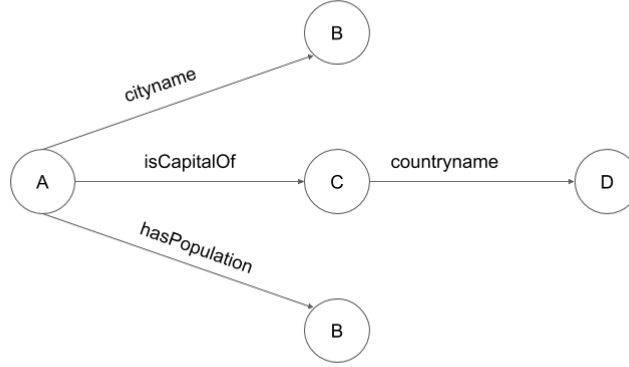 B
cityname
A
isCapitalOf
C
countryname
D
hasPopulation
B